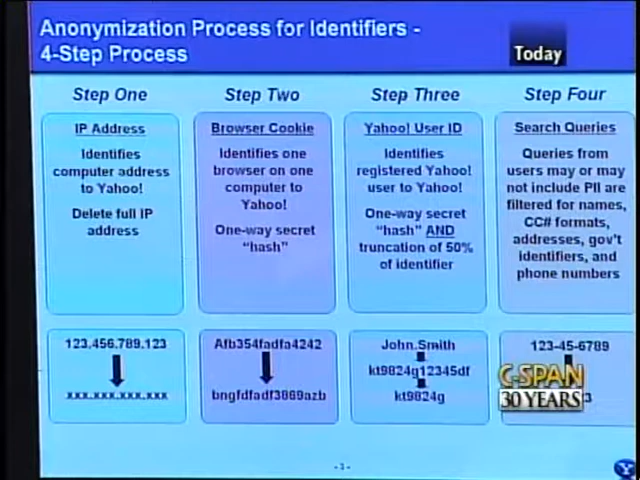 Anonymization Process for Identifiers -
4-Step Process
Today
Step One
IP Address
Identifies
computer address
to Yahoo!
Delete full IP
address
123.456.789.123
xxx.xxx.xxx.xxx
Step Two
Browser Cookie
Identifies one
browser on one
computer to
Yahoo!
One-way secret
"hash"
Afb354fadfa4242
bngfdfadf3869azb
Step Three
Yahoo! User ID
Identifies
registered Yahoo!
user to Yahoo!
One-way secret
"hash" AND
truncation of 50%
of identifier
John.Smith
kt9824g12345df
kt9824g
Step Four
Search Queries
Queries from
users may or may
not include PII are
filtered for names,
CC# formats,
addresses, gov't
identifiers, and
phone numbers
123-45-6789
C-SPAN
30 YEARS
3
- 3 -
Y